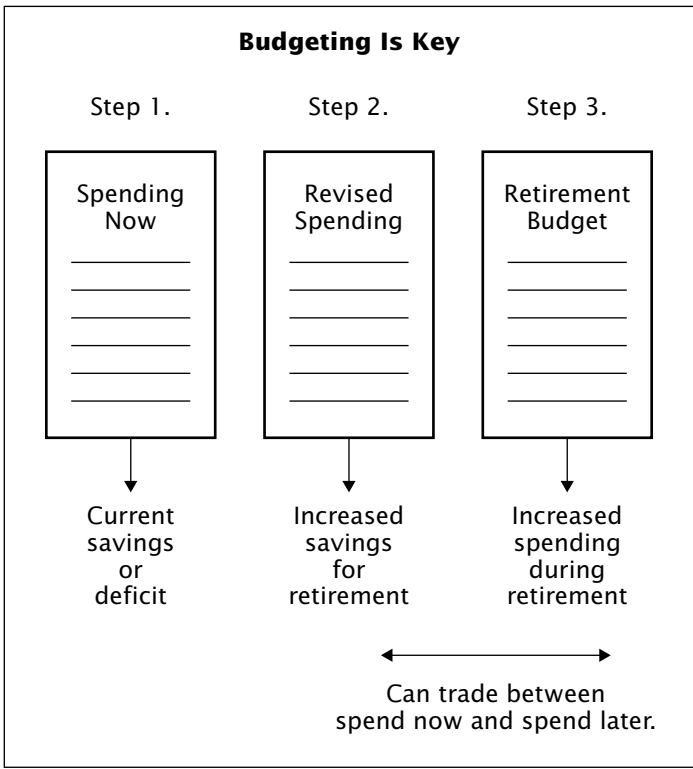 Budgeting Is Key
Step 1.
Step 2.
Step 3.
Spending
Now
Revised
Spending
Retirement
Budget
Current
savings
or
deficit
Increased
savings
for
retirement
Increased
spending
during
retirement
Can trade between
spend now and spend later.